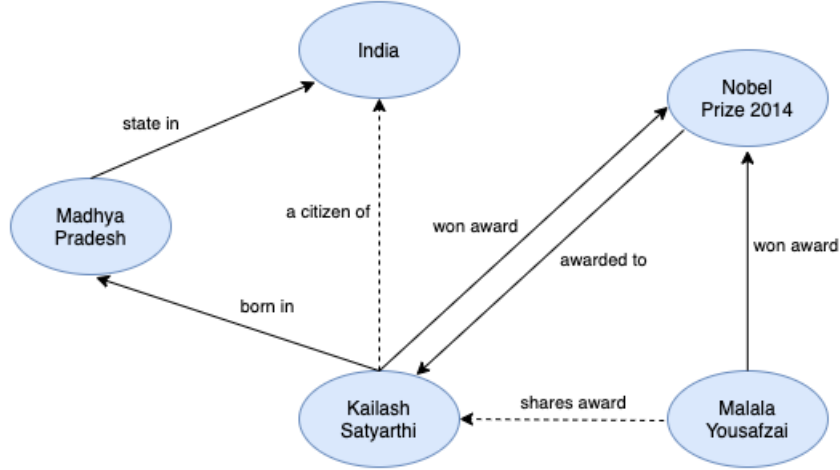 India
Nobel
Prize 2014
state in
Madhya
Pradesh
a citizen of
won award
awarded to
won award
born in
shares award
Kailash
Satyarthi
Malala
Yousafzai